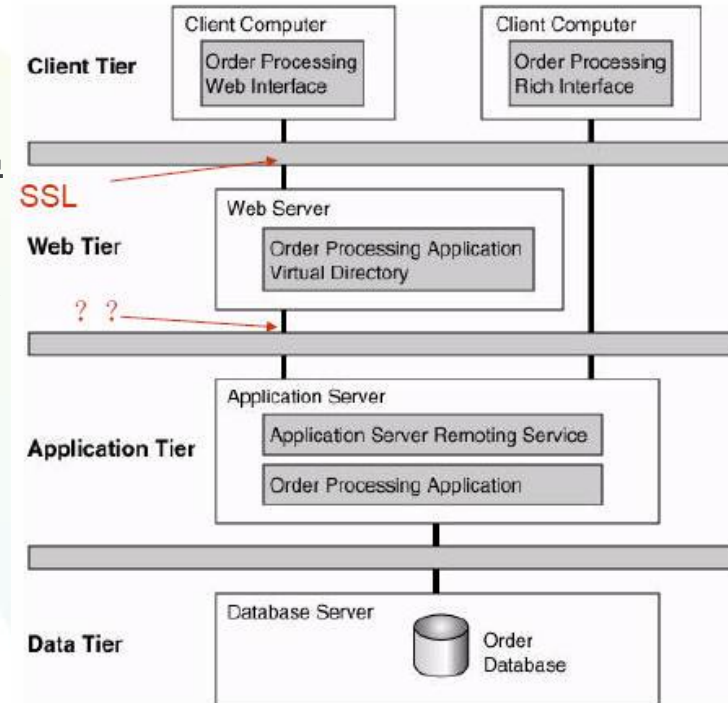 Client Computer
Order Processing
Web Interface
Client Computer
Order Processing
Rich Interface
Client Tier
SSL
Web Server
Order Processing Application
Virtual Directory
Web Tier
？？
Application Server
Application Server Remoting Service
Order Processing Application
Application Tier
Database Server
Order
Database
Data Tier